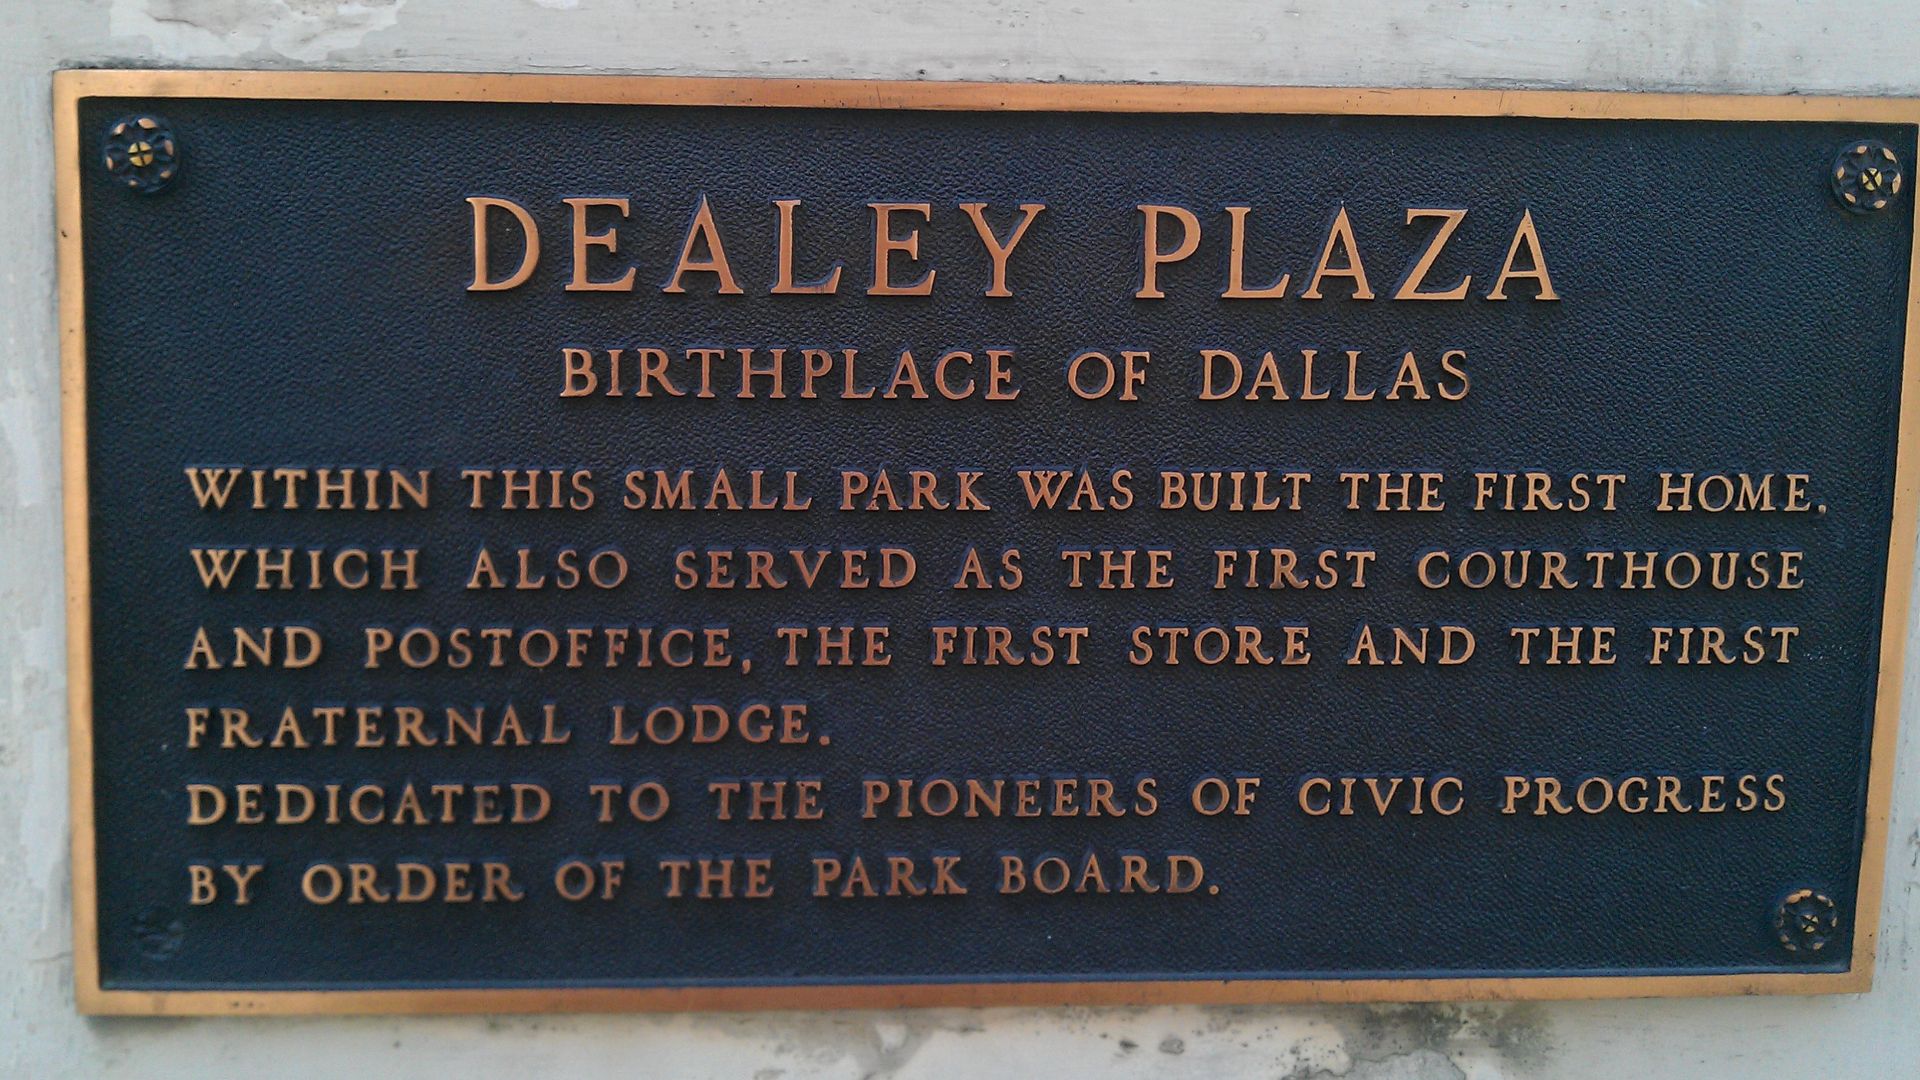 DEALEY PLAZA
BIRTHPLACE OF DALLAS
WITHIN THIS SMALL PARK WAS BUILT THE FIRST HOME,
WHICH ALSO SERVED AS THE FIRST COURTHOUSE
AND POSTOFFICE, THE FIRST STORE AND THE FIRST
FRATERNAL LODGE.
DEDICATED TO THE PIONEERS OF CIVIC PROGRESS
BY ORDER OF THE PARK BOARD.